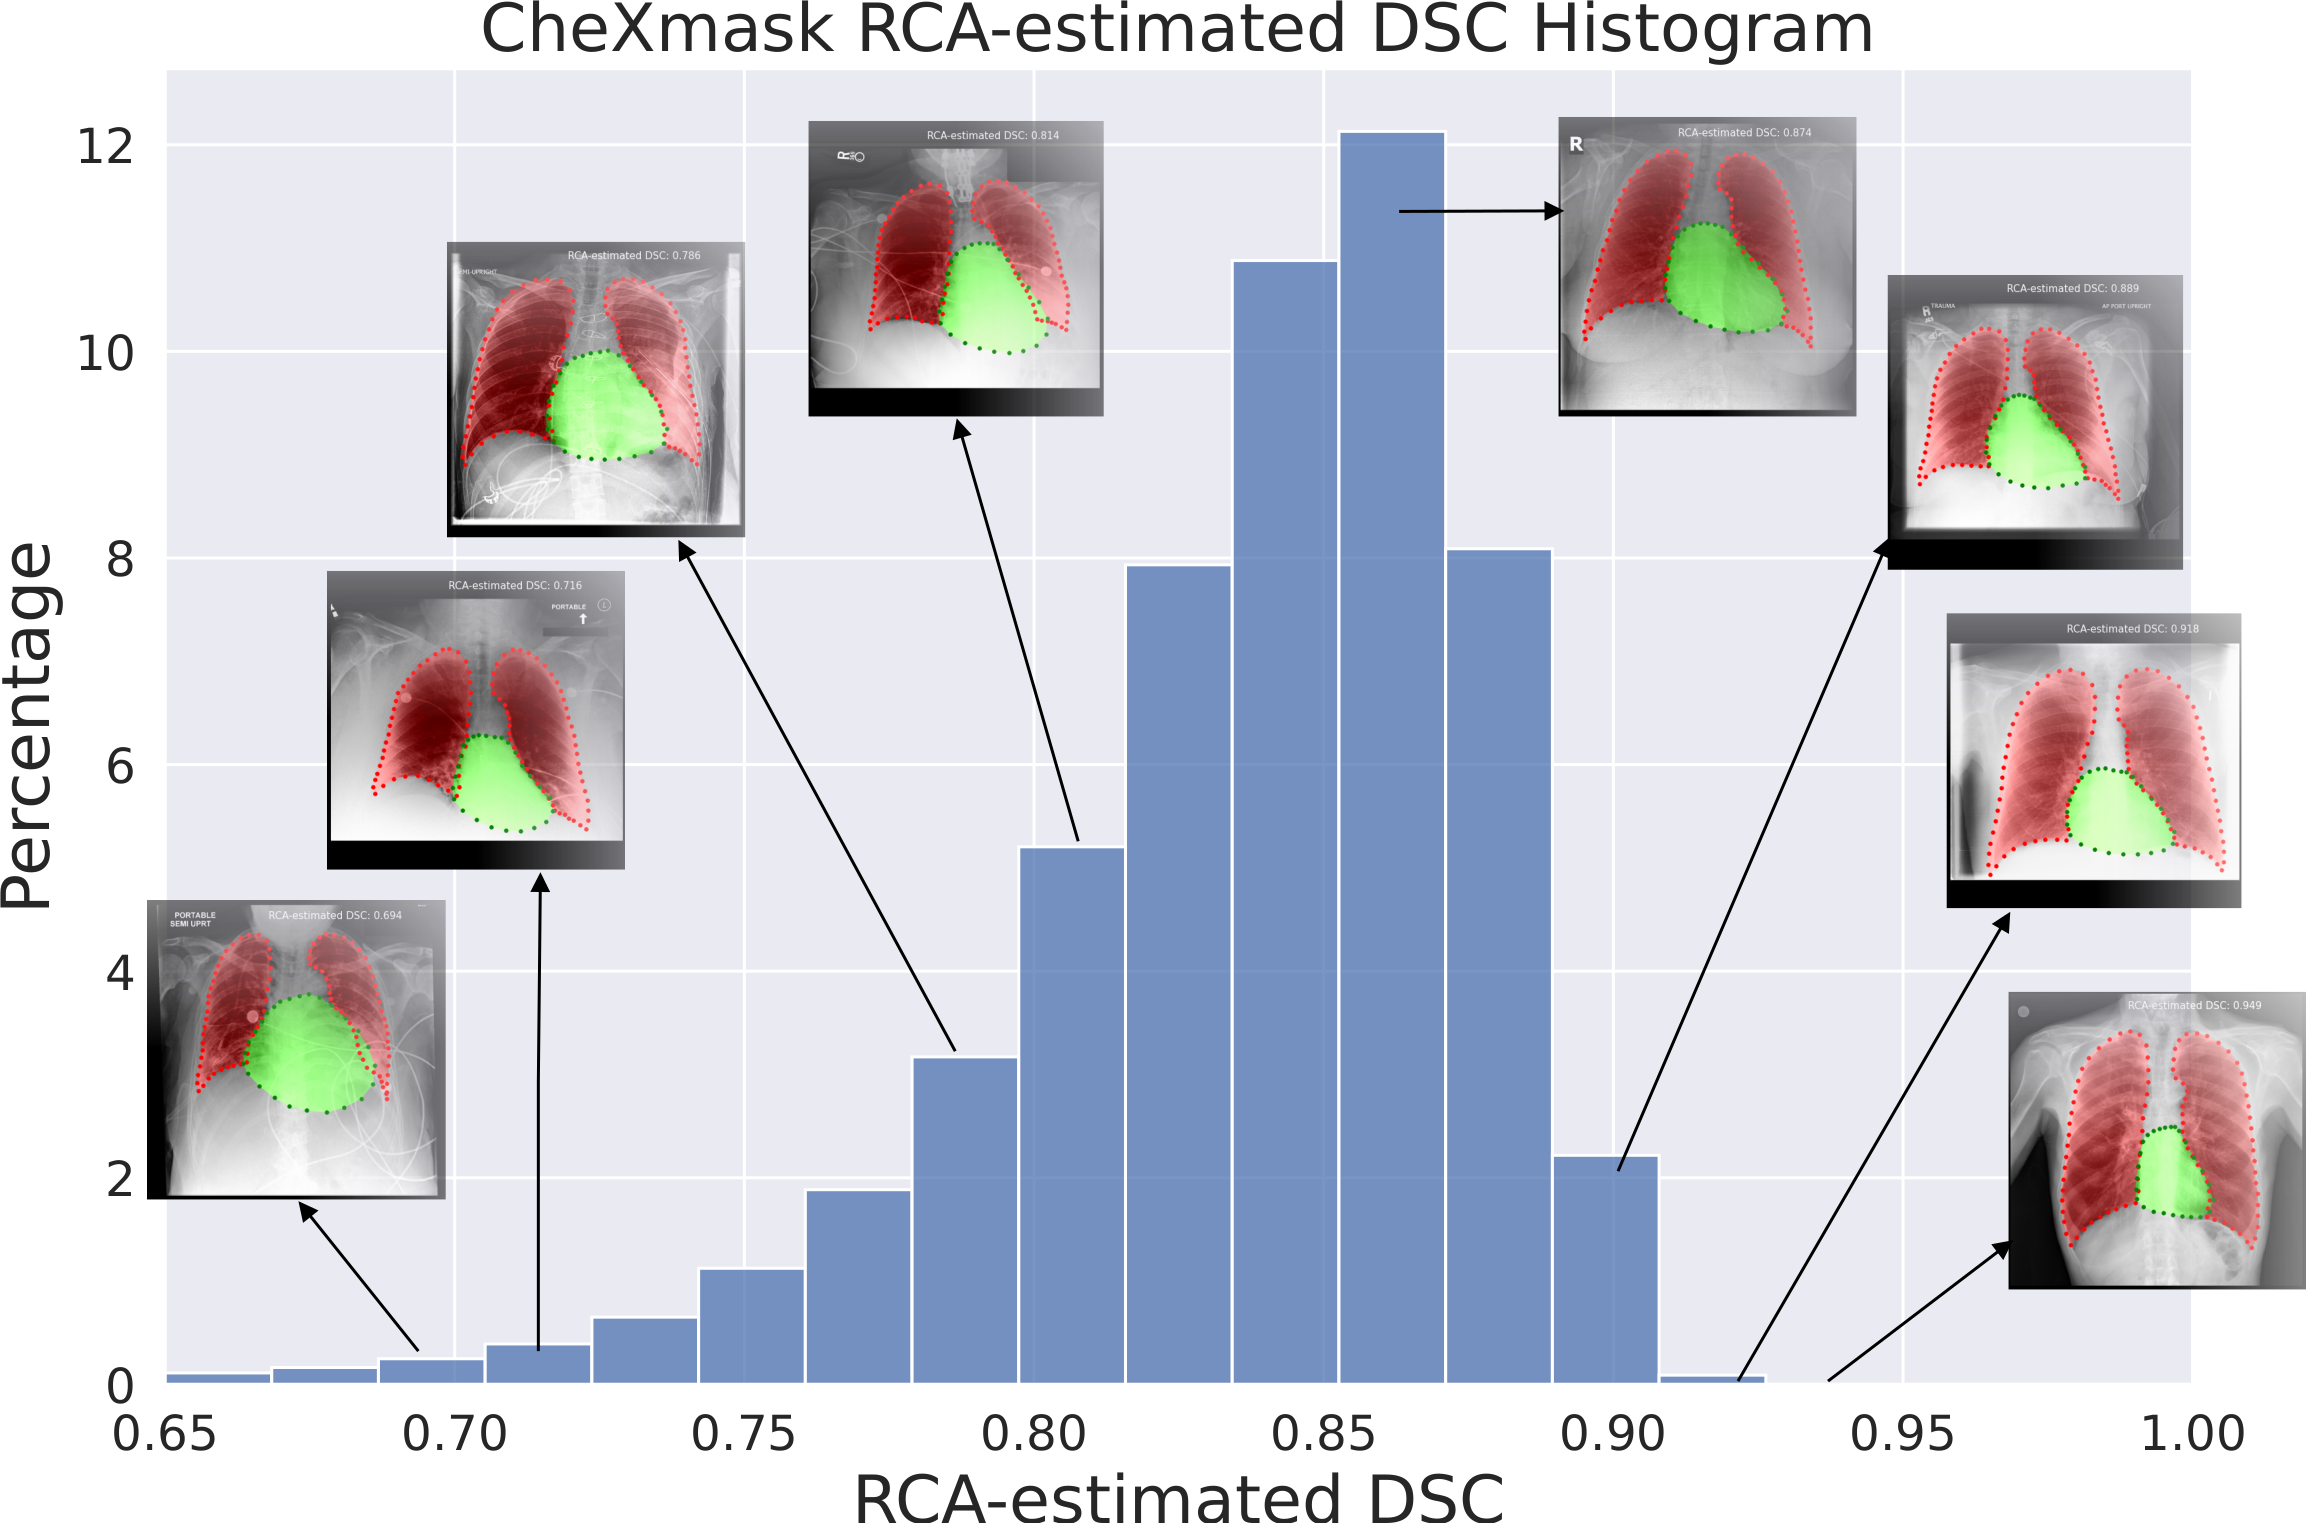 CheXmask RCA-estimated DSC Histogram
Percentage
12
10
8
6
4
2
0
RCA-estimated DSC: 0.814
R
RCA-estimated DSC: 0.874
R
RCA-estimated DSC: 0.786
MI-UPRIGHT
RCA-estimated DSC: 0.889
R TRAUMA
AP PORT UPRIGHT
RCA-estimated DSC: 0.716
PORTABLE L
RCA-estimated DSC: 0.918
PORTABLE
SEMI UPRT
RCA-estimated DSC: 0.694
RCA-estimated DSC: 0.949
0.65 0.70 0.75 0.80 0.85 0.90 0.95 1.00
RCA-estimated DSC